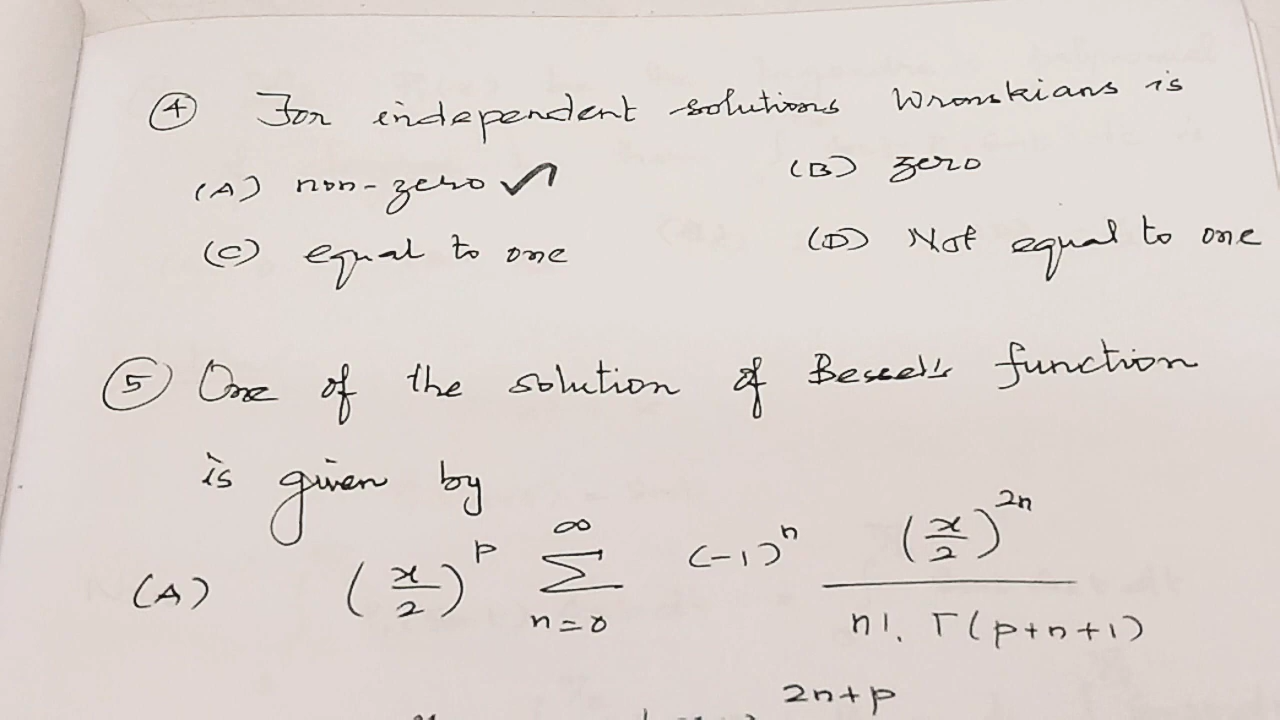 ④ For independent solutions Wronskians is
(A) non-zero ✓ (B) zero
(C) equal to one (D) Not equal to one
⑤ One of the solution of Bessel's function
is given by
(A) (x/2)^p ∑_{n=0}^{∞} (-1)^n (x/2)^{2n} / n!. Γ(p+n+1)
2n+p